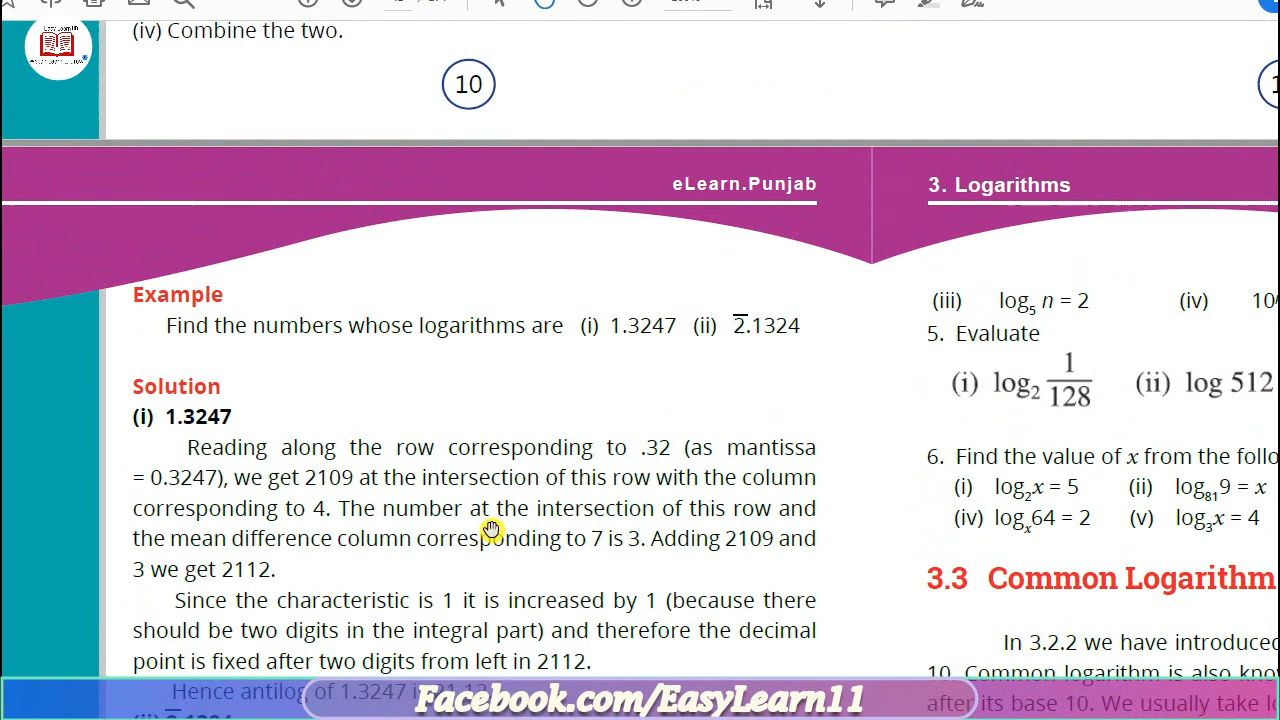 (iv) Combine the two.
10
eLearn.Punjab
Example
Find the numbers whose logarithms are (i) 1.3247 (ii) 2̅.1324
Solution
(i) 1.3247
Reading along the row corresponding to .32 (as mantissa
= 0.3247), we get 2109 at the intersection of this row with the column
corresponding to 4. The number at the intersection of this row and
the mean difference column corresponding to 7 is 3. Adding 2109 and
3 we get 2112.
Since the characteristic is 1 it is increased by 1 (because there
should be two digits in the integral part) and therefore the decimal
point is fixed after two digits from left in 2112.
Hence antilog of 1.3247 is 21.12
3. Logarithms
(iii) log₅ n = 2 (iv) 10
5. Evaluate
(i) log₂ 1/128 (ii) log 512
6. Find the value of x from the follo
(i) log₂x = 5 (ii) log₈₁9 = x
(iv) logₓ64 = 2 (v) log₃x = 4
3.3 Common Logarithm
In 3.2.2 we have introduced
10. Common logarithm is also kno
after its base 10. We usually take l
Facebook.com/EasyLearn11